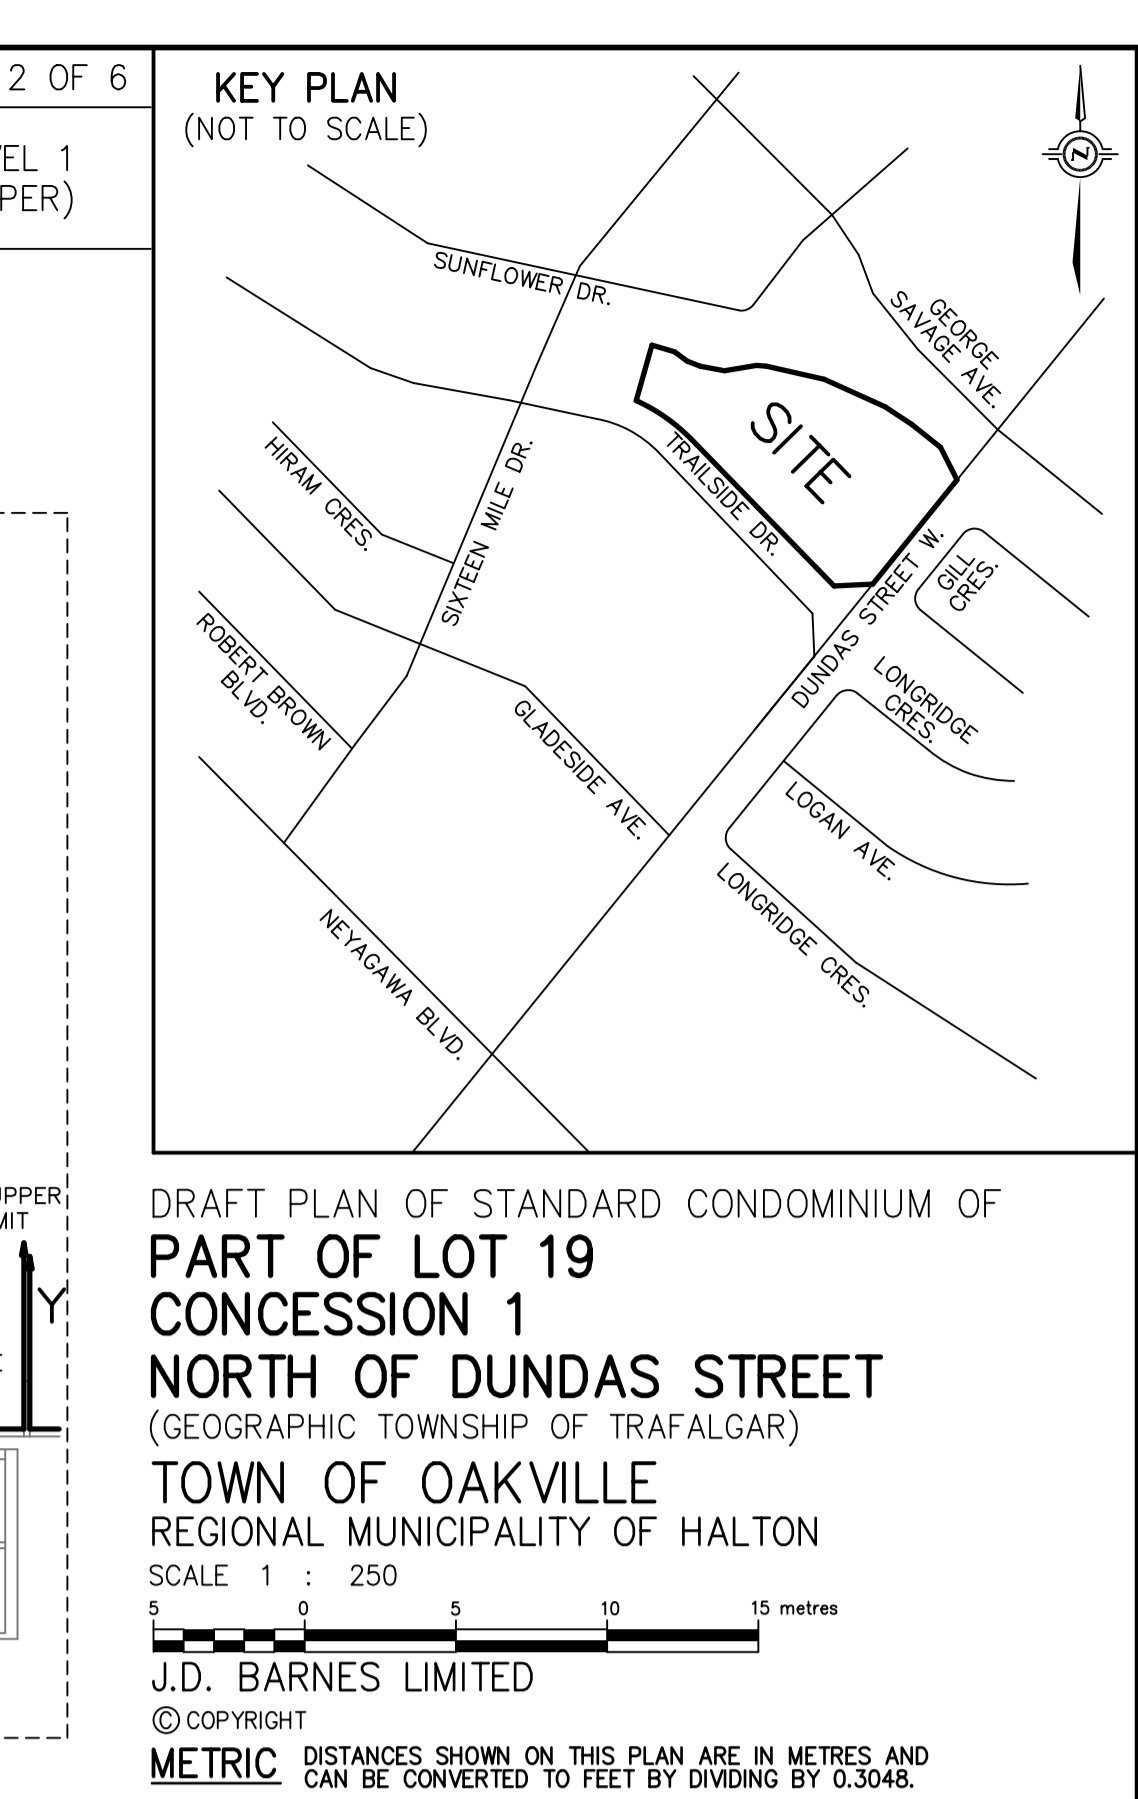 2 OF 6
EL 1
PER)
KEY PLAN
(NOT TO SCALE)
N
SUNFLOWER DR.
GEORGE
SAVAGE AVE.
SITE
TRAILSIDE DR.
HIRAM CRES.
SIXTEEN MILE DR.
DUNDAS STREET W.
GILL
CRES.
ROBERT BROWN
BLVD.
LONGRIDGE
CRES.
GLADESIDE AVE.
LOGAN AVE.
LONGRIDGE CRES.
NEYAGAWA BLVD.
UPPER
MIT
Y
DRAFT PLAN OF STANDARD CONDOMINIUM OF
PART OF LOT 19
CONCESSION 1
NORTH OF DUNDAS STREET
(GEOGRAPHIC TOWNSHIP OF TRAFALGAR)
TOWN OF OAKVILLE
REGIONAL MUNICIPALITY OF HALTON
SCALE 1 : 250
5 0 5 10 15 metres
J.D. BARNES LIMITED
© COPYRIGHT
METRIC DISTANCES SHOWN ON THIS PLAN ARE IN METRES AND
CAN BE CONVERTED TO FEET BY DIVIDING BY 0.3048.